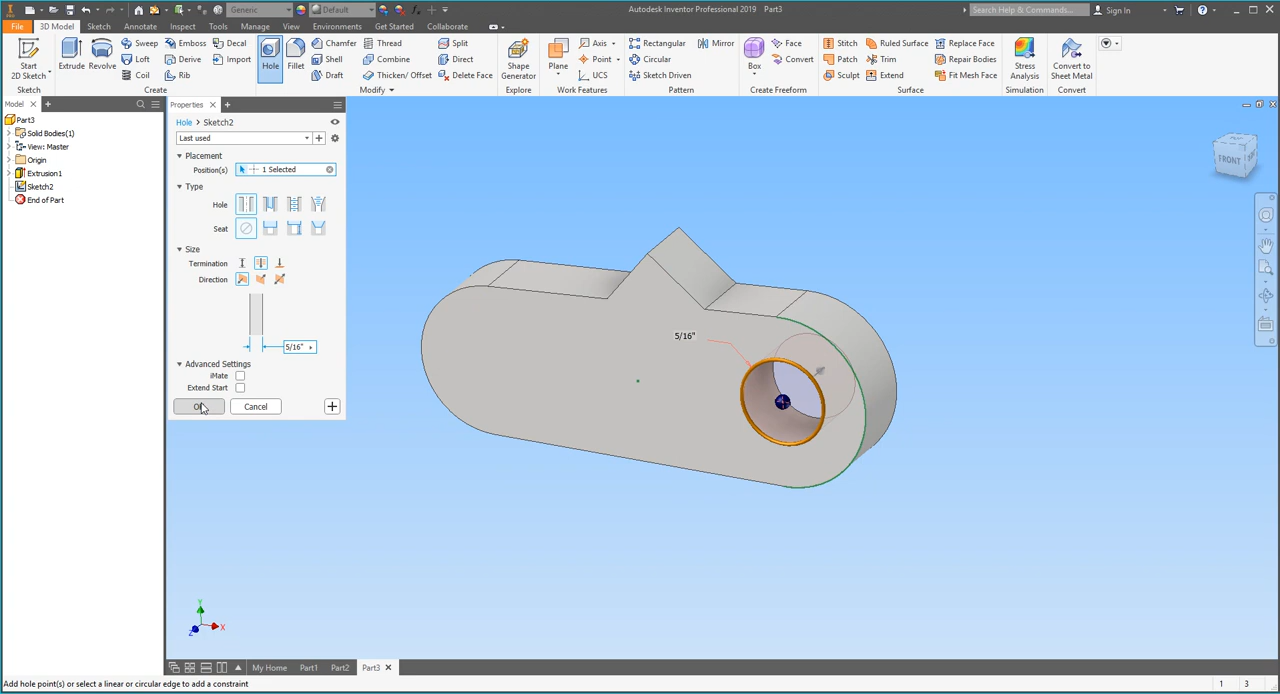 Generic
Default
Autodesk Inventor Professional 2019 Part3
Search Help & Commands...
Sign In
File 3D Model Sketch Annotate Inspect Tools Manage View Environments Get Started Collaborate
Start
2D Sketch
Extrude
Revolve
Sweep
Emboss
Decal
Loft
Derive
Import
Coil
Rib
Hole
Fillet
Chamfer
Thread
Split
Shell
Combine
Direct
Draft
Thicken/ Offset
Delete Face
Shape
Generator
Plane
Axis
Point
UCS
Rectangular
Mirror
Circular
Sketch Driven
Box
Face
Convert
Stitch
Ruled Surface
Replace Face
Patch
Trim
Repair Bodies
Sculpt
Extend
Fit Mesh Face
Stress
Analysis
Convert to
Sheet Metal
Sketch Create Modify Explore Work Features Pattern Create Freeform Surface Simulation Convert
Model
Part3
Solid Bodies(1)
View: Master
Origin
Extrusion1
Sketch2
End of Part
Properties
Hole > Sketch2
Last used
Placement
Position(s) 1 Selected
Type
Hole
Seat
Size
Termination
Direction
5/16"
Advanced Settings
iMate
Extend Start
Cancel
5/16"
FRONT
Y
Z X
My Home Part1 Part2 Part3
Add hole point(s) or select a linear or circular edge to add a constraint
1 3